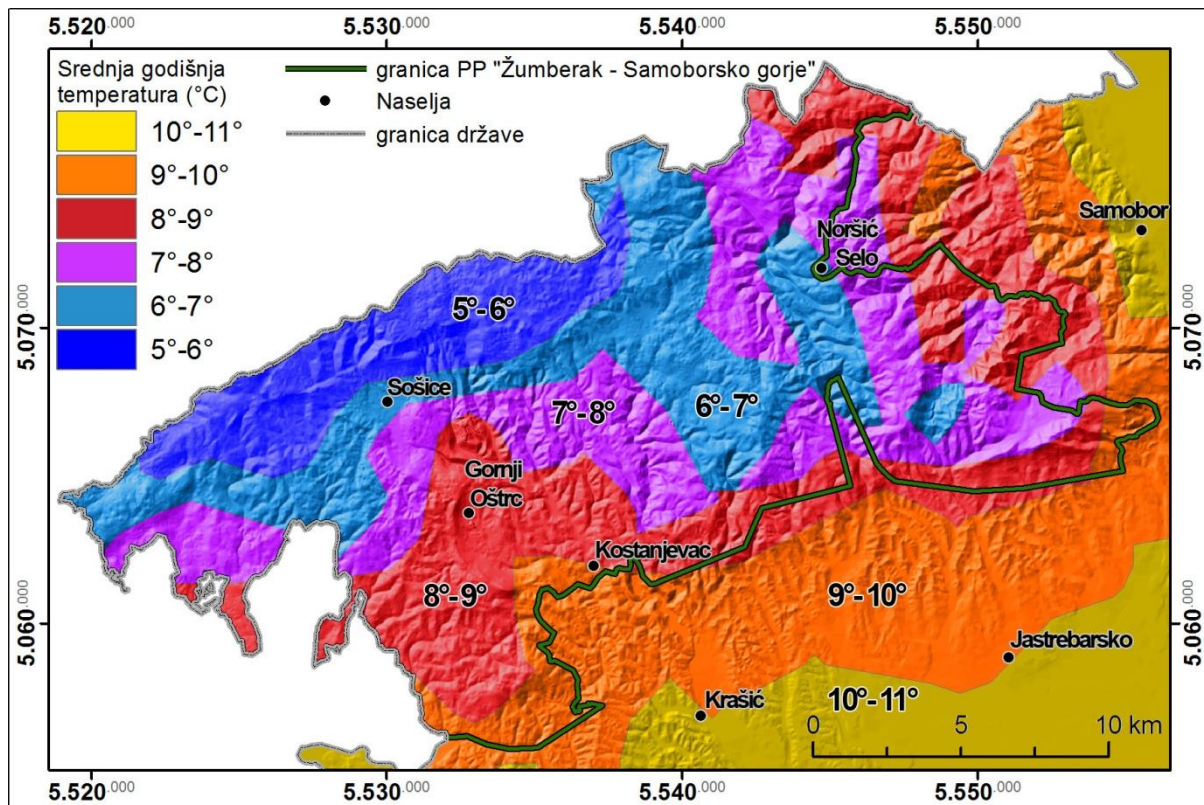 5.520.000 5.530.000 5.540.000 5.550.000
Srednja godišnja
temperatura (°C)
10°-11°
9°-10°
8°-9°
7°-8°
6°-7°
5°-6°
granica PP "Žumberak - Samoborsko gorje"
Naselja
granica države
Samobor
Noršić
Selo
5°-6°
5.070.000 5.070.000
Sošice
7°-8° 6°-7°
Gornji
Oštrc
Kostanjevac
8°-9° 9°-10°
5.060.000 5.060.000
Jastrebarsko
Krašić 10°-11°
0 5 10 km
5.520.000 5.530.000 5.540.000 5.550.000